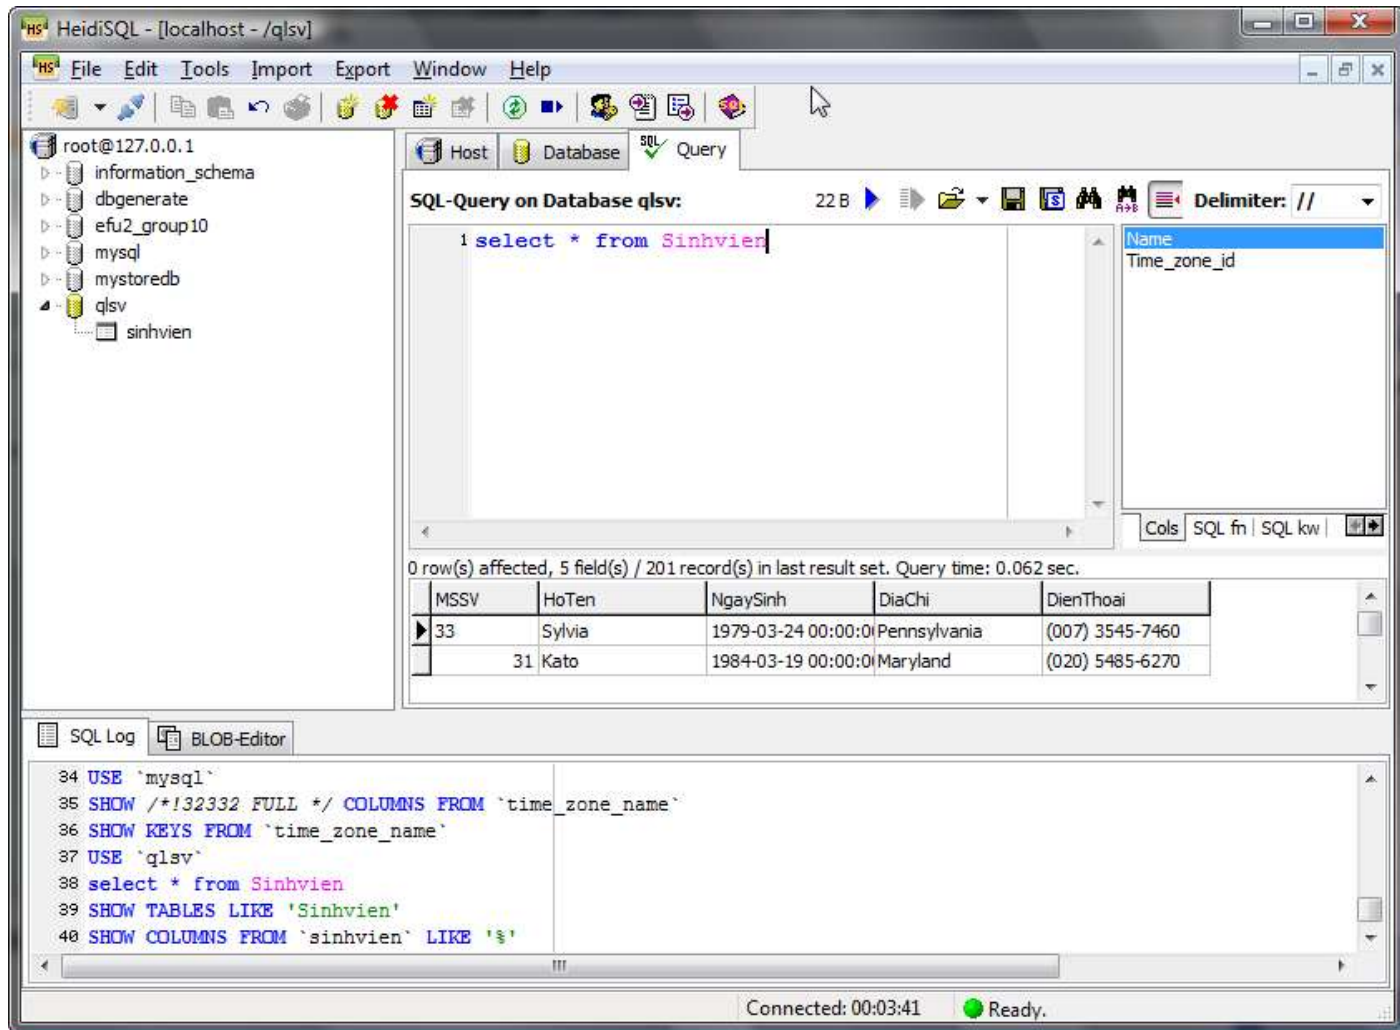 HeidiSQL - [localhost - /qlsv]
File Edit Tools Import Export Window Help
root@127.0.0.1
information_schema
dbgenerate
efu2_group10
mysql
mystoredb
qlsv
sinhvien
Host Database Query
SQL-Query on Database qlsv: 22 B Delimiter: //
1 select * from Sinhvien
Name
Time_zone_id
Cols SQL fn SQL kw
0 row(s) affected, 5 field(s) / 201 record(s) in last result set. Query time: 0.062 sec.
MSSV HoTen NgaySinh DiaChi DienThoai
33 Sylvia 1979-03-24 00:00:0 Pennsylvania (007) 3545-7460
31 Kato 1984-03-19 00:00:0 Maryland (020) 5485-6270
SQL Log BLOB-Editor
34 USE `mysql`
35 SHOW /*!32332 FULL */ COLUMNS FROM `time_zone_name`
36 SHOW KEYS FROM `time_zone_name`
37 USE `qlsv`
38 select * from Sinhvien
39 SHOW TABLES LIKE 'Sinhvien'
40 SHOW COLUMNS FROM `sinhvien` LIKE '%'
Connected: 00:03:41 Ready.